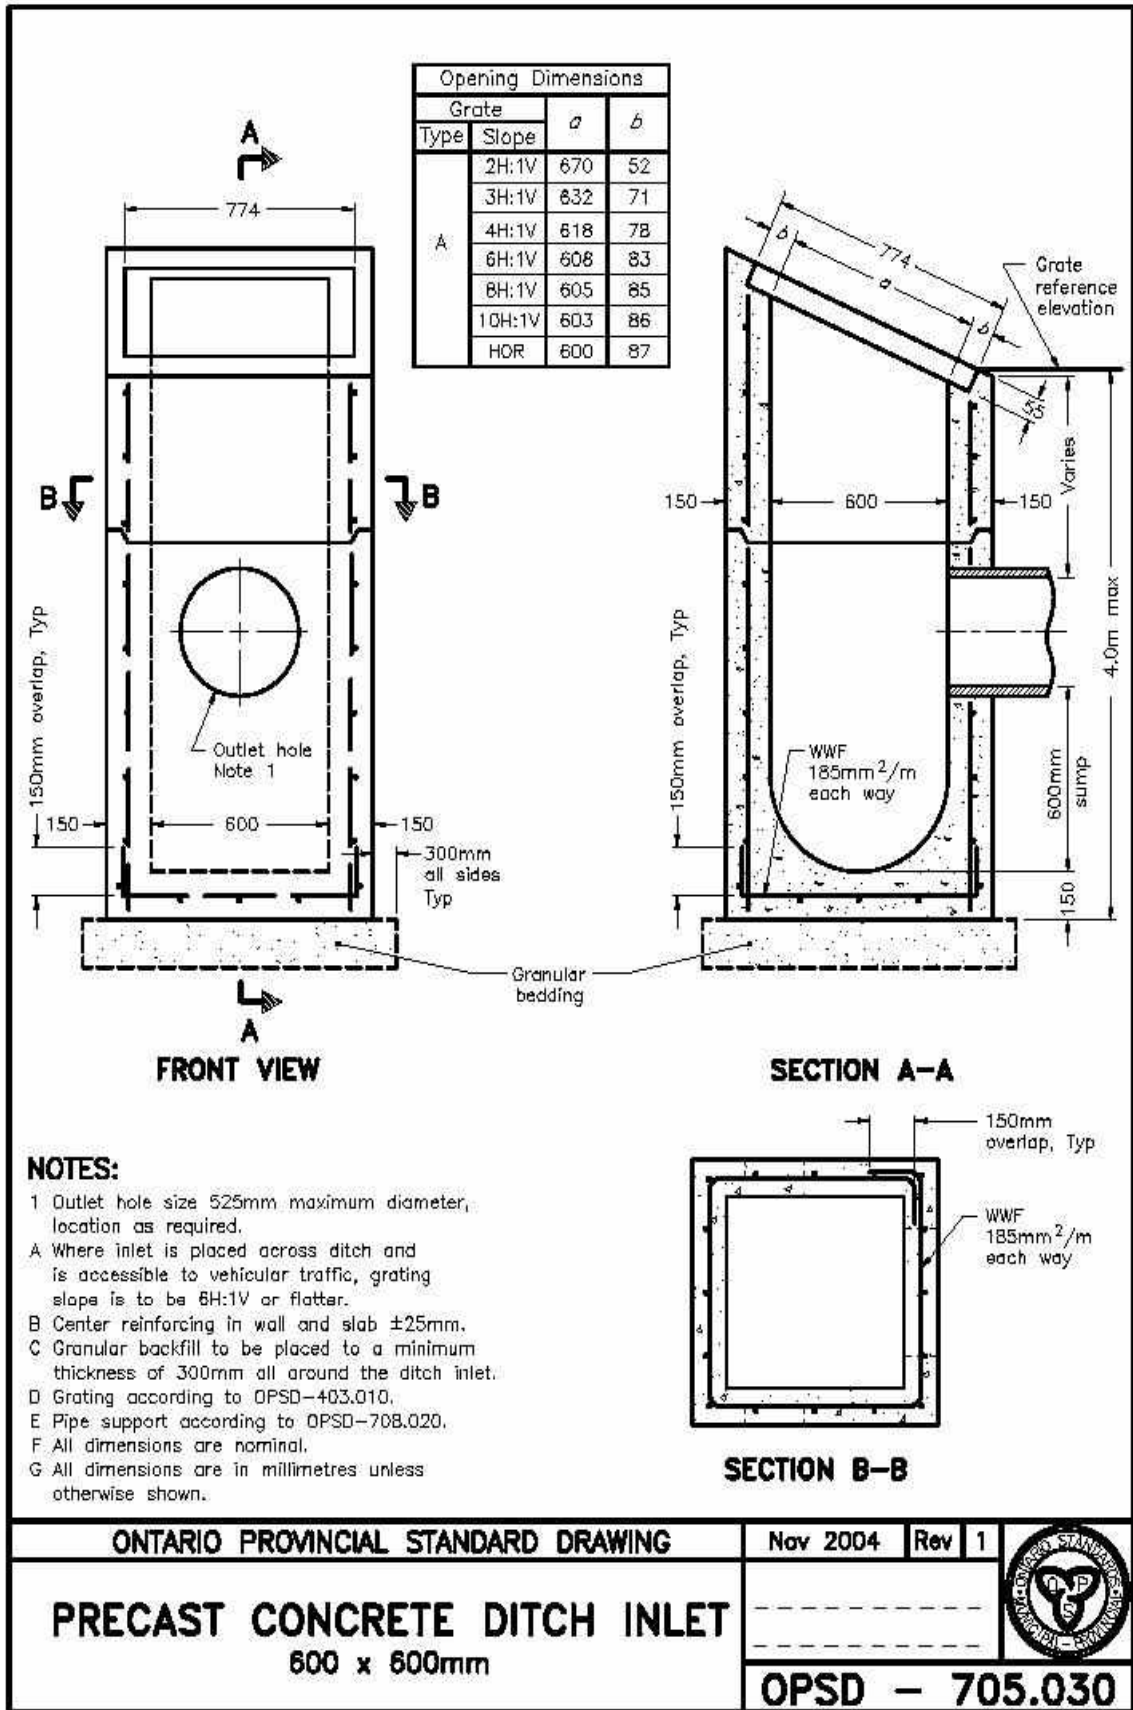 Opening Dimensions
Grate
a
b
Type
Slope
A
2H:1V 670 52
3H:1V 632 71
4H:1V 618 78
6H:1V 608 83
8H:1V 605 85
10H:1V 603 86
HOR 600 87
A
774
B
B
Outlet hole
Note 1
150mm overlap, Typ
150
600
150
300mm
all sides
Typ
A
FRONT VIEW
Granular
bedding
774
b
a
b
Grate
reference
elevation
55
Varies
150
600
150
150mm overlap, Typ
4.0m max
WWF
185mm²/m
each way
600mm
sump
150
SECTION A-A
150mm
overlap, Typ
WWF
185mm²/m
each way
SECTION B-B
NOTES:
1 Outlet hole size 525mm maximum diameter,
location as required.
A Where inlet is placed across ditch and
is accessible to vehicular traffic, grating
slope is to be 6H:1V or flatter.
B Center reinforcing in wall and slab ±25mm.
C Granular backfill to be placed to a minimum
thickness of 300mm all around the ditch inlet.
D Grating according to OPSD-403.010.
E Pipe support according to OPSD-708.020.
F All dimensions are nominal.
G All dimensions are in millimetres unless
otherwise shown.
ONTARIO PROVINCIAL STANDARD DRAWING
Nov 2004 Rev 1
PRECAST CONCRETE DITCH INLET
600 x 600mm
ONTARIO STANDARDS
MUNICIPAL - PROVINCIAL
O P S
OPSD - 705.030